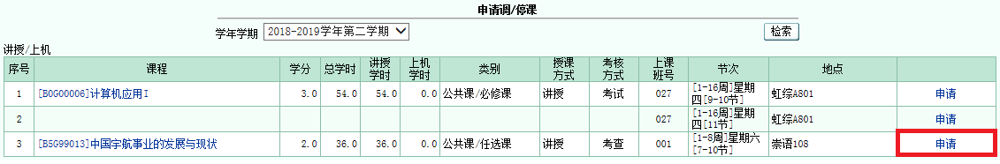 申请调/停课
学年学期 2018-2019学年第二学期 检索
讲授/上机
序号 课程 学分 总学时 讲授学时 上机学时 类别 授课方式 考核方式 上课班号 节次 地点
1 [B0G00006]计算机应用I 3.0 54.0 54.0 0.0 公共课/必修课 讲授 考试 027 [1-16周]星期四[9-10节] 虹综A801 申请
2 027 [1-16周]星期四[11节] 虹综A801 申请
3 [B5G99013]中国宇航事业的发展与现状 2.0 36.0 36.0 0.0 公共课/任选课 讲授 考查 001 [1-8周]星期六[7-10节] 崇语108 申请